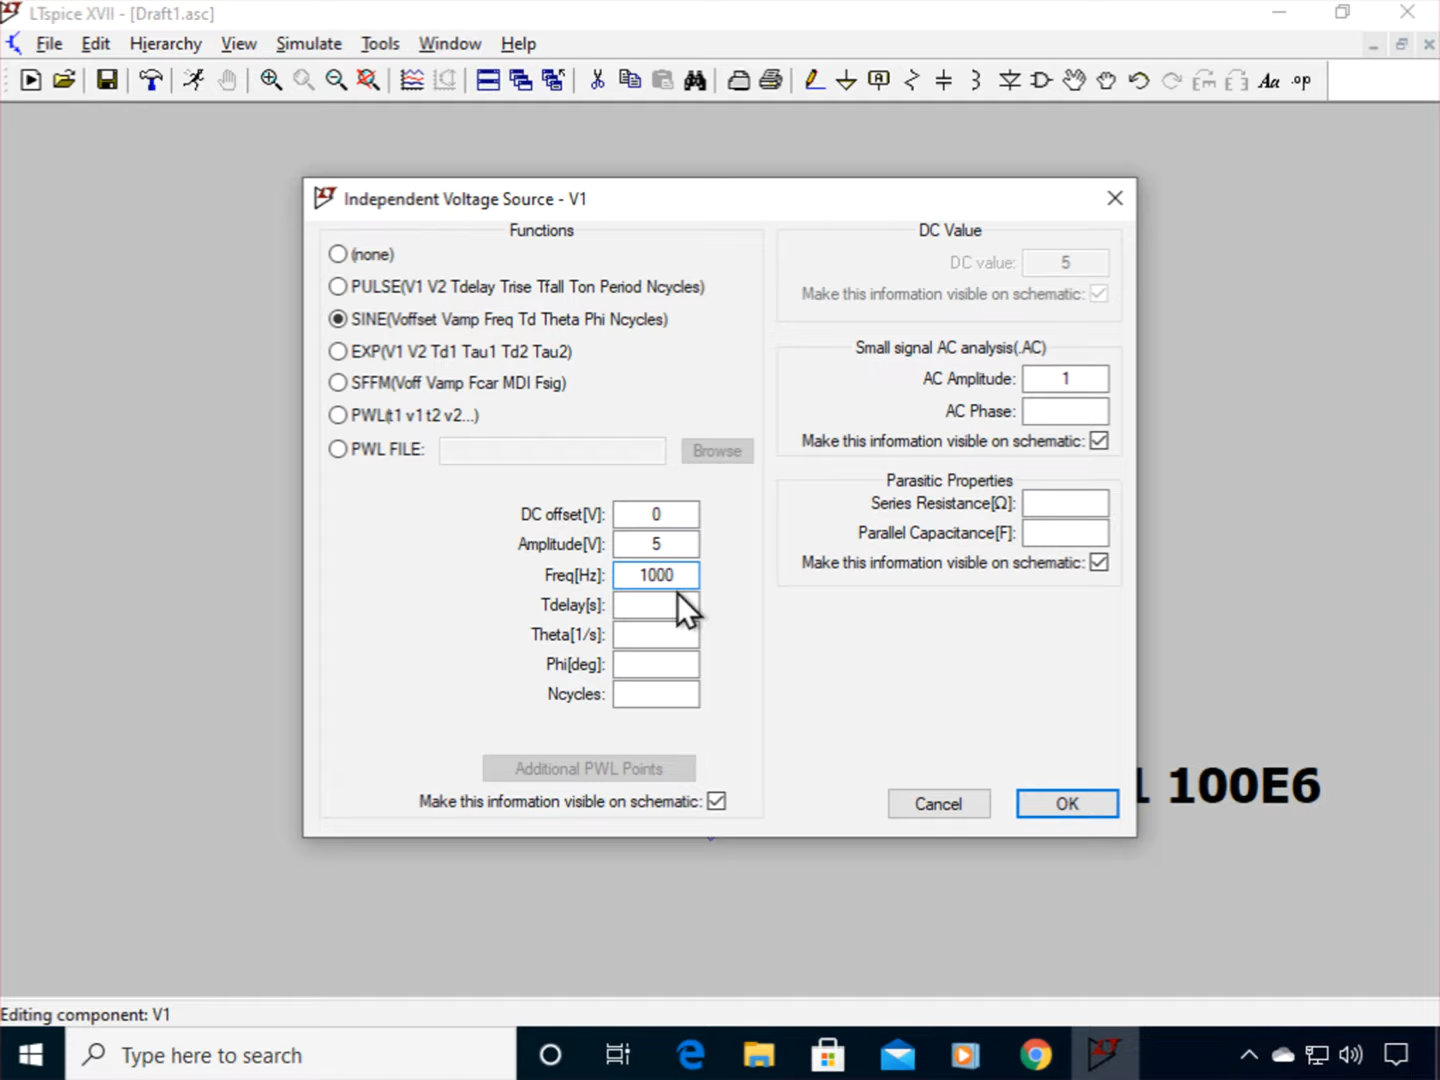 LTspice XVII - [Draft1.asc]
File Edit Hierarchy View Simulate Tools Window Help
Aa .op
Independent Voltage Source - V1
Functions
(none)
PULSE(V1 V2 Tdelay Trise Tfall Ton Period Ncycles)
SINE(Voffset Vamp Freq Td Theta Phi Ncycles)
EXP(V1 V2 Td1 Tau1 Td2 Tau2)
SFFM(Voff Vamp Fcar MDI Fsig)
PWL(t1 v1 t2 v2...)
PWL FILE: Browse
DC offset[V]: 0
Amplitude[V]: 5
Freq[Hz]: 1000
Tdelay[s]:
Theta[1/s]:
Phi[deg]:
Ncycles:
Additional PWL Points
Make this information visible on schematic:
DC Value
DC value: 5
Make this information visible on schematic:
Small signal AC analysis(.AC)
AC Amplitude: 1
AC Phase:
Make this information visible on schematic:
Parasitic Properties
Series Resistance[Ω]:
Parallel Capacitance[F]:
Make this information visible on schematic:
Cancel OK
100E6
Editing component: V1
Type here to search